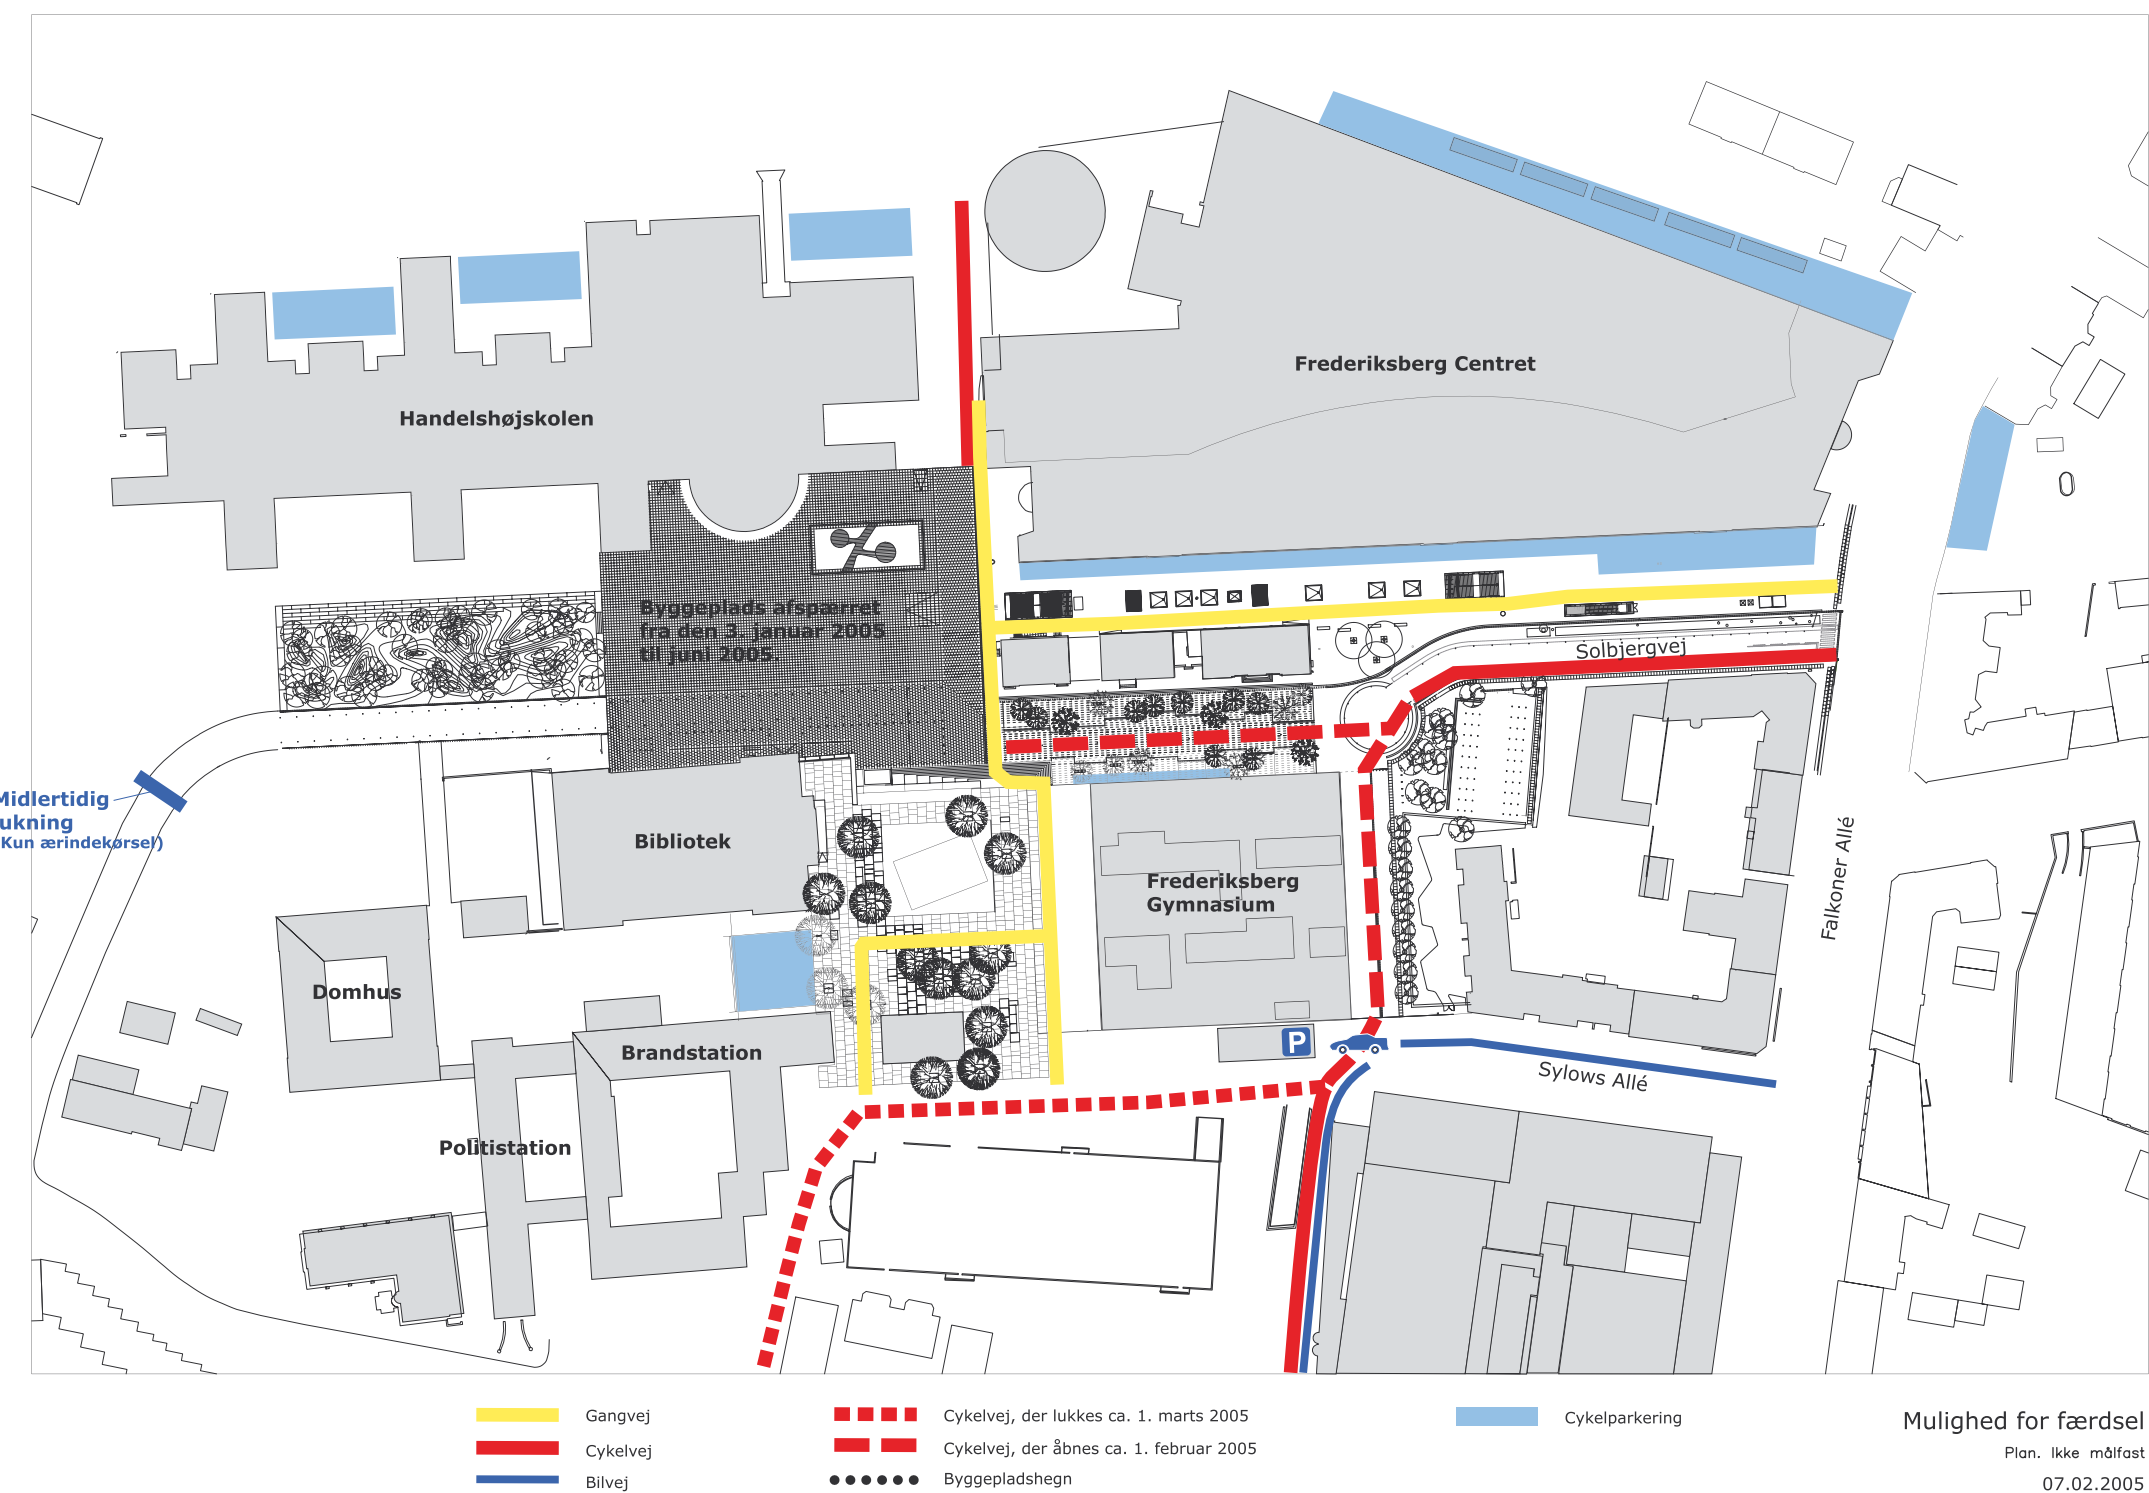 Frederiksberg Centret
Handelshøjskolen
Byggeplads afspærret
fra den 3. januar 2005
til juni 2005.
Solbjergvej
Midlertidig
ukning
Kun ærindekørsel)
Bibliotek
Frederiksberg
Gymnasium
Falkoner Allé
Domhus
Brandstation
P
Sylows Allé
Politistation
Gangvej
Cykelvej
Bilvej
Cykelvej, der lukkes ca. 1. marts 2005
Cykelvej, der åbnes ca. 1. februar 2005
Byggepladshegn
Cykelparkering
Mulighed for færdsel
Plan. Ikke målfast
07.02.2005